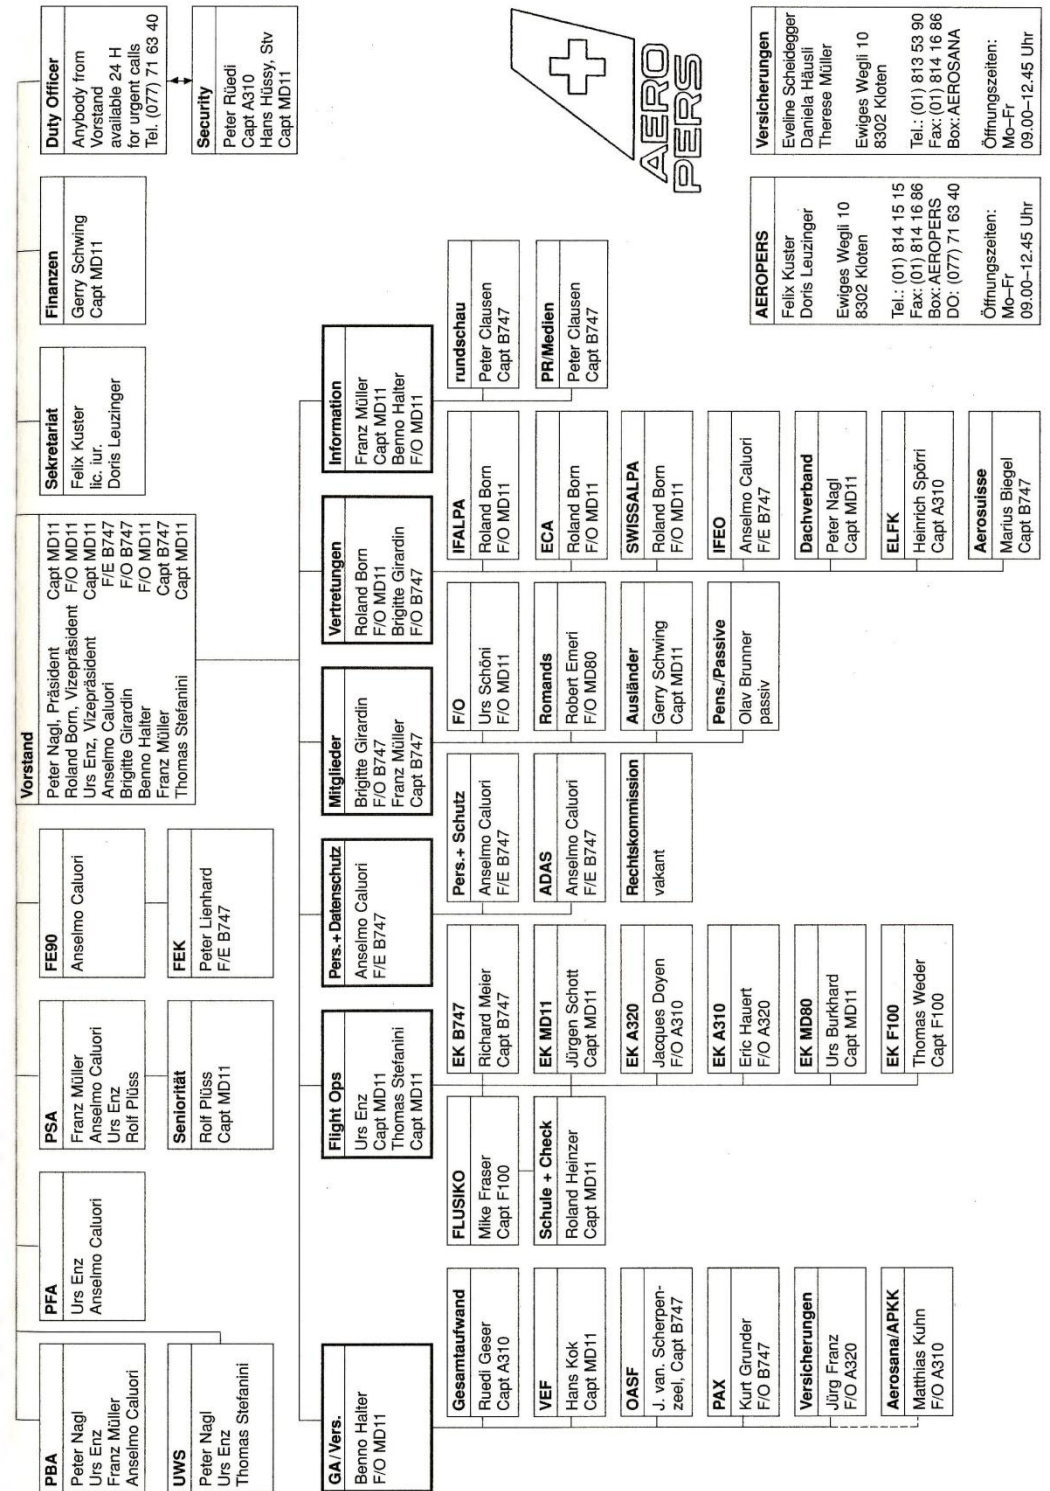 PBA
Peter Nagl
Urs Enz
Franz Müller
Anselmo Caluori
PFA
Urs Enz
Anselmo Caluori
PSA
Franz Müller
Anselmo Caluori
Urs Enz
Rolf Plüss
FE90
Anselmo Caluori
Vorstand
Peter Nagl, Präsident Capt MD11
Roland Born, Vizepräsident F/O MD11
Urs Enz, Vizepräsident Capt MD11
Anselmo Caluori F/E B747
Brigitte Girardin F/O B747
Benno Halter F/O MD11
Franz Müller Capt B747
Thomas Stefanini Capt MD11
Sekretariat
Felix Kuster
lic. iur.
Doris Leuzinger
Finanzen
Gerry Schwing
Capt MD11
Duty Officer
Anybody from
Vorstand
available 24 H
for urgent calls
Tel. (077) 71 63 40
UWS
Peter Nagl
Urs Enz
Thomas Stefanini
Seniorität
Rolf Plüss
Capt MD11
FEK
Peter Lienhard
F/E B747
Security
Peter Rüedi
Capt A310
Hans Hüssy, Stv
Capt MD11
GA/Vers.
Benno Halter
F/O MD11
Flight Ops
Urs Enz
Capt MD11
Thomas Stefanini
Capt MD11
Pers.+Datenschutz
Anselmo Caluori
F/E B747
Mitglieder
Brigitte Girardin
F/O B747
Franz Müller
Capt B747
Vertretungen
Roland Born
F/O MD11
Brigitte Girardin
F/O B747
Information
Franz Müller
Capt MD11
Benno Halter
F/O MD11
Gesamtaufwand
Ruedi Geser
Capt A310
VEF
Hans Kok
Capt MD11
OASF
J. van. Scherpen-
zeel, Capt B747
PAX
Kurt Grunder
F/O B747
Versicherungen
Jürg Franz
F/O A320
Aerosana/APKK
Matthias Kuhn
F/O A310
FLUSIKO
Mike Fraser
Capt F100
Schule + Check
Roland Heinzer
Capt MD11
EK B747
Richard Meier
Capt B747
EK MD11
Jürgen Schott
Capt MD11
EK A320
Jacques Doyen
F/O A310
EK A310
Eric Hauert
F/O A320
EK MD80
Urs Burkhard
Capt MD11
EK F100
Thomas Weder
Capt F100
Pers.+ Schutz
Anselmo Caluori
F/E B747
ADAS
Anselmo Caluori
F/E B747
Rechtskommission
vakant
F/O
Urs Schöni
F/O MD11
Romands
Robert Emeri
F/O MD80
Ausländer
Gerry Schwing
Capt MD11
Pens./Passive
Olav Brunner
passiv
IFALPA
Roland Born
F/O MD11
ECA
Roland Born
F/O MD11
SWISSALPA
Roland Born
F/O MD11
IFEO
Anselmo Caluori
F/E B747
Dachverband
Peter Nagl
Capt MD11
ELFK
Heinrich Spörri
Capt A310
Aerosuisse
Marius Biegel
Capt B747
rundschau
Peter Clausen
Capt B747
PR/Medien
Peter Clausen
Capt B747
AERO
PERS
AEROPERS
Felix Kuster
Doris Leuzinger
Ewiges Wegli 10
8302 Kloten
Tel.: (01) 814 15 15
Fax: (01) 814 16 86
Box: AEROPERS
DO: (077) 71 63 40
Öffnungszeiten:
Mo–Fr
09.00–12.45 Uhr
Versicherungen
Eveline Scheidegger
Daniela Häusli
Therese Müller
Ewiges Wegli 10
8302 Kloten
Tel.: (01) 813 53 90
Fax: (01) 814 16 86
Box: AEROSANA
Öffnungszeiten:
Mo–Fr
09.00–12.45 Uhr